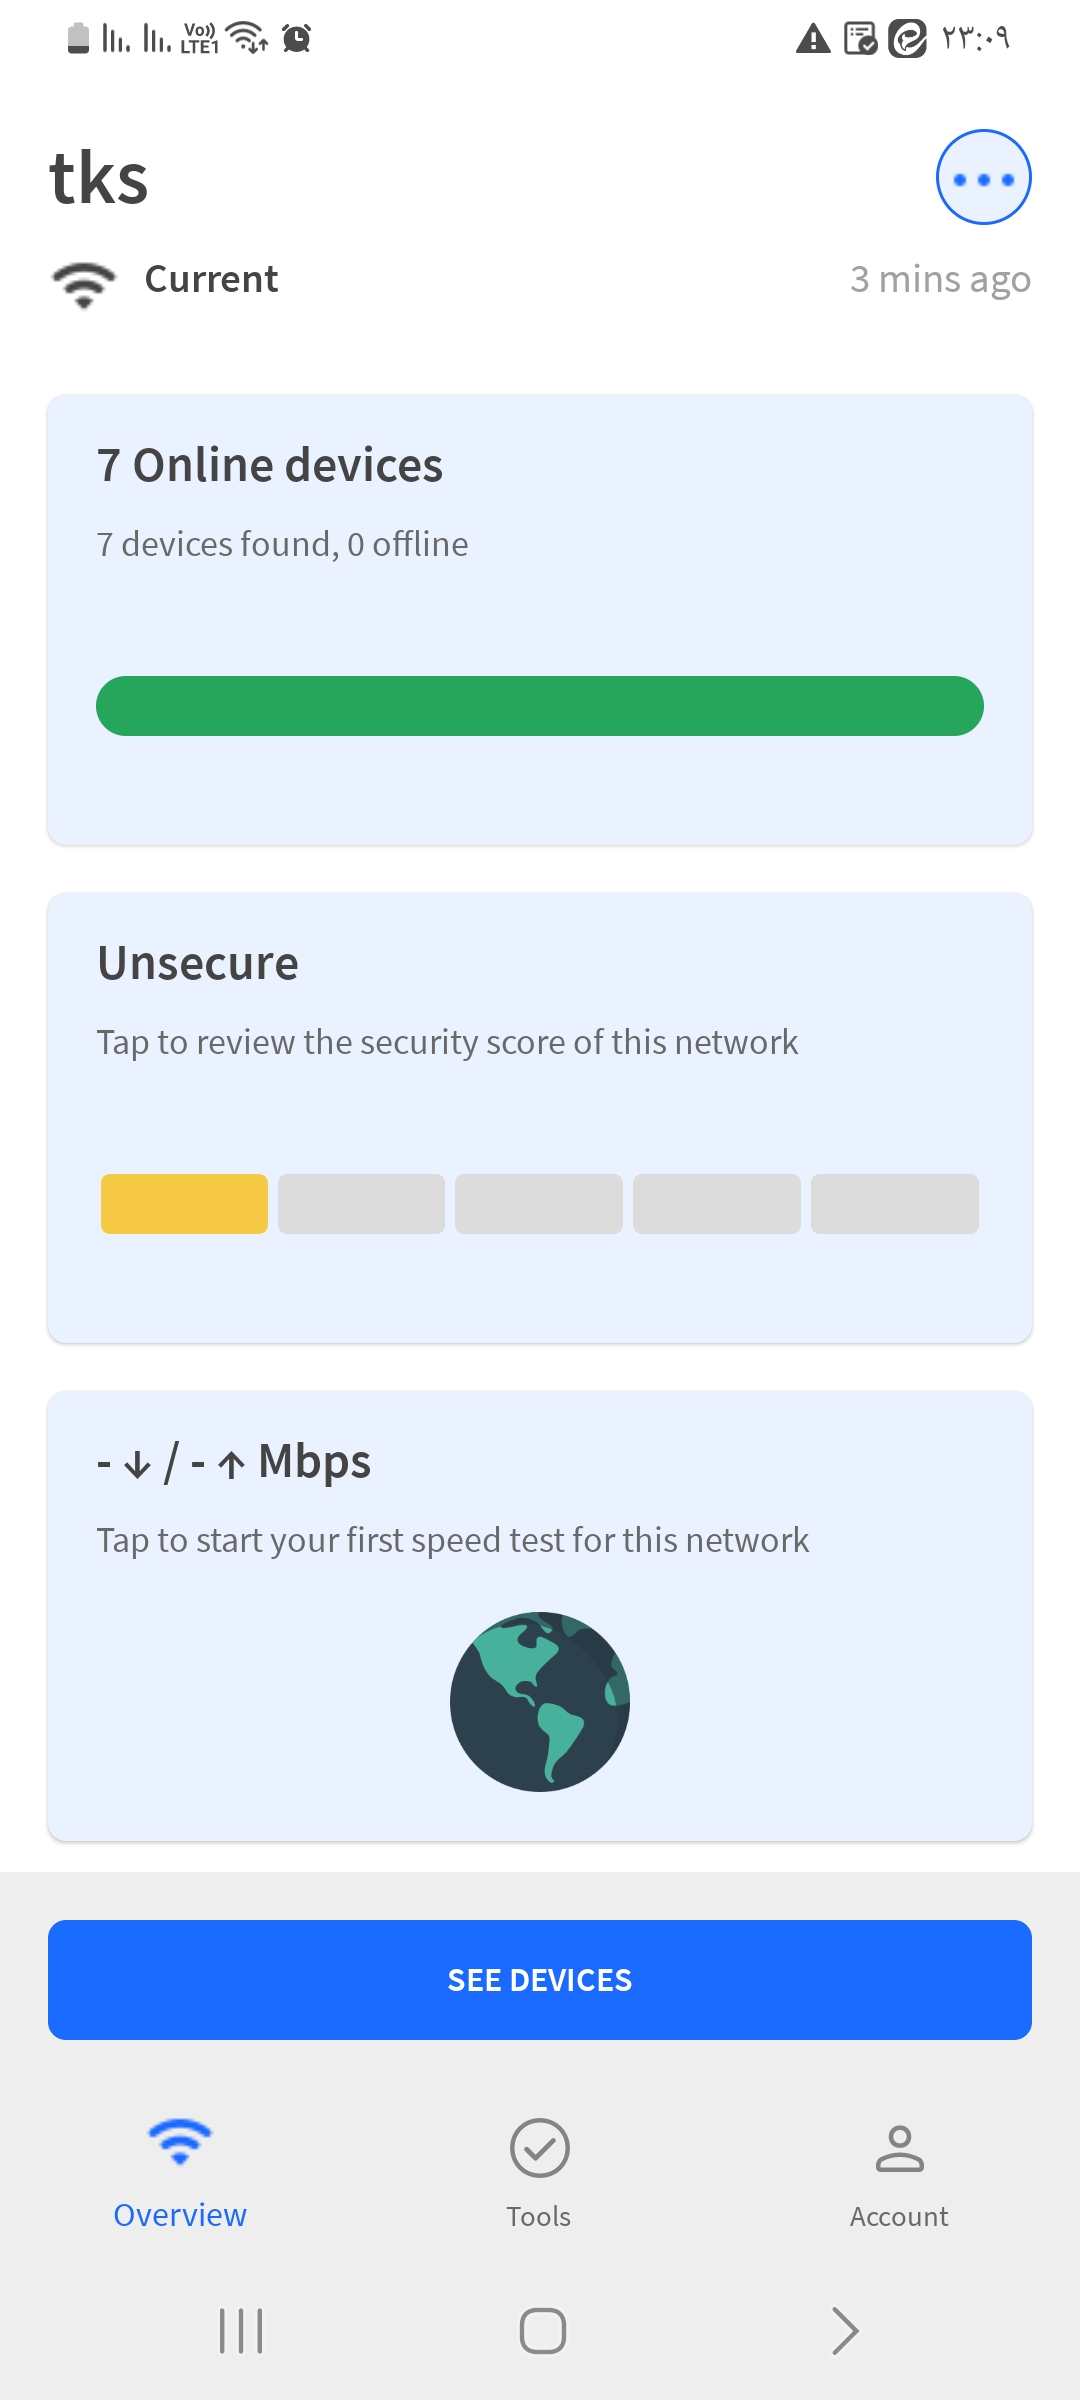 Vo))
LTE1
۲۳:۰۹
tks
Current
3 mins ago
7 Online devices
7 devices found, 0 offline
Unsecure
Tap to review the security score of this network
- ↓ / - ↑ Mbps
Tap to start your first speed test for this network
SEE DEVICES
Overview
Tools
Account